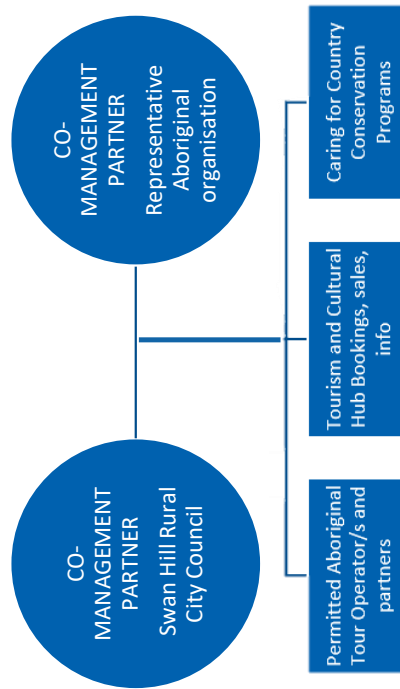 CO-
MANAGEMENT
PARTNER
Swan Hill Rural
City Council
CO-
MANAGEMENT
PARTNER
Representative
Aboriginal
organisation
Permitted Aboriginal
Tour Operator/s and
partners
Tourism and Cultural
Hub Bookings, sales,
info
Caring for Country
Conservation
Programs